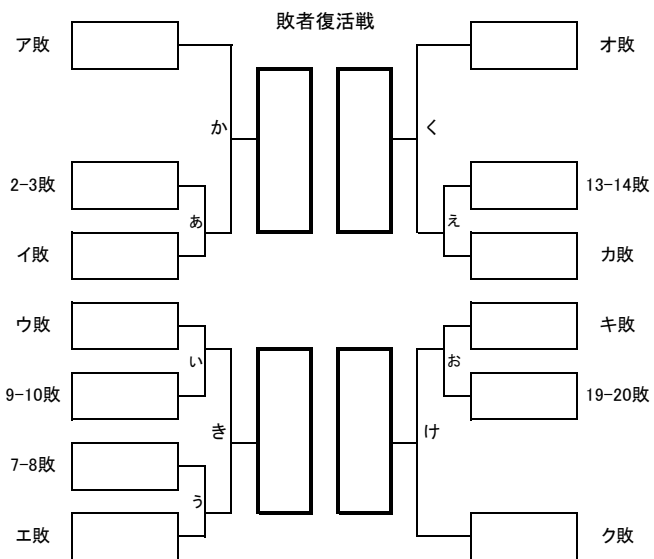 敗者復活戦
ア敗
オ敗
か
く
2-3敗
13-14敗
あ
え
イ敗
カ敗
ウ敗
キ敗
い
お
9-10敗
19-20敗
き
け
7-8敗
う
エ敗
ク敗